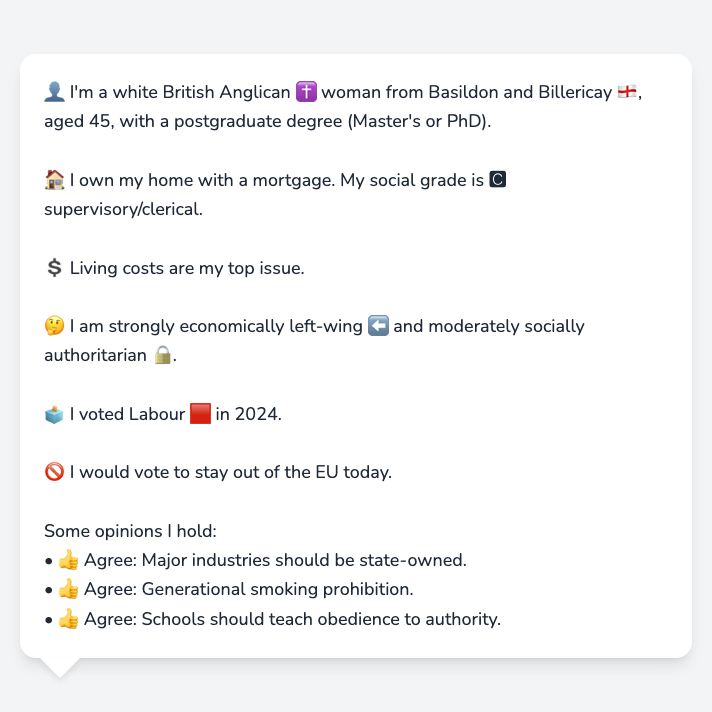 👤 I'm a white British Anglican ✝️ woman from Basildon and Billericay 🏴󠁧󠁢󠁥󠁮󠁧󠁿,
aged 45, with a postgraduate degree (Master's or PhD).
🏠 I own my home with a mortgage. My social grade is 🅲
supervisory/clerical.
💲 Living costs are my top issue.
🤔 I am strongly economically left-wing ⬅️ and moderately socially
authoritarian 🔒.
🗳️ I voted Labour 🟥 in 2024.
🚫 I would vote to stay out of the EU today.
Some opinions I hold:
• 👍 Agree: Major industries should be state-owned.
• 👍 Agree: Generational smoking prohibition.
• 👍 Agree: Schools should teach obedience to authority.